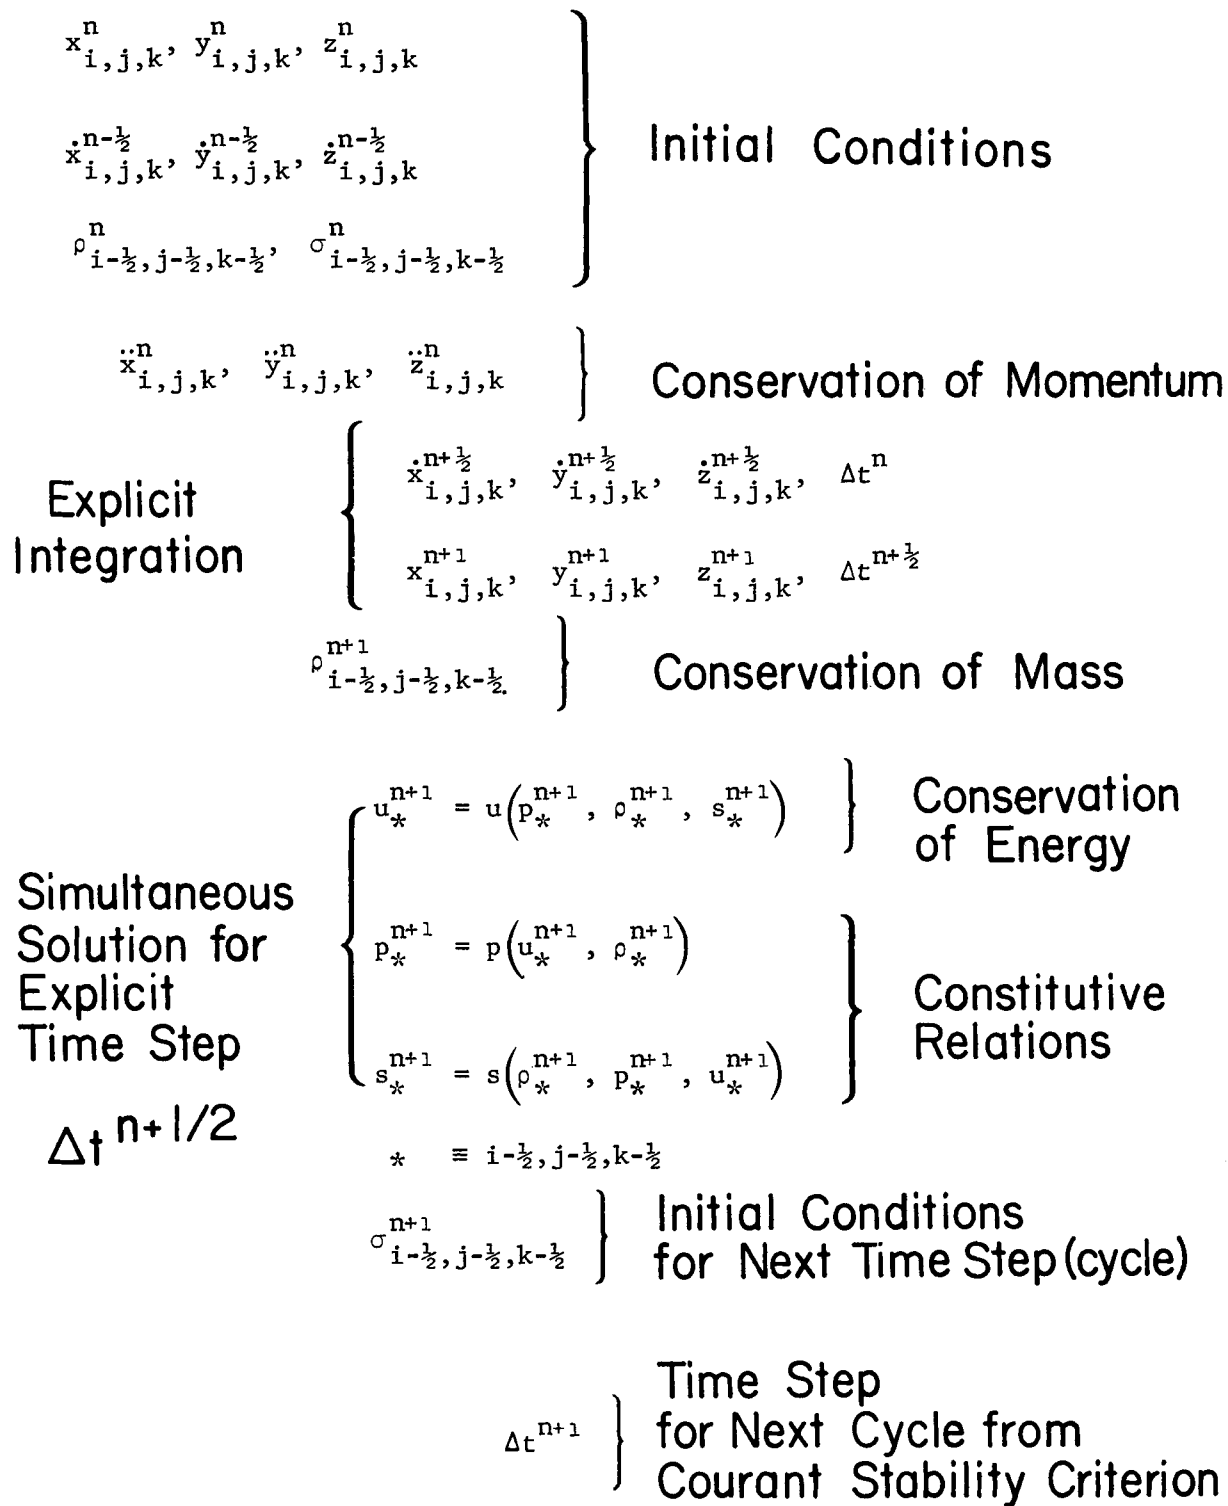 x^n_{i,j,k}, y^n_{i,j,k}, z^n_{i,j,k}
ẋ^{n-½}_{i,j,k}, ẏ^{n-½}_{i,j,k}, ż^{n-½}_{i,j,k}
Initial Conditions
ρ^n_{i-½,j-½,k-½}, σ^n_{i-½,j-½,k-½}
ẍ^n_{i,j,k}, ÿ^n_{i,j,k}, z̈^n_{i,j,k}
Conservation of Momentum
Explicit
Integration
ẋ^{n+½}_{i,j,k}, ẏ^{n+½}_{i,j,k}, ż^{n+½}_{i,j,k}, Δt^n
x^{n+1}_{i,j,k}, y^{n+1}_{i,j,k}, z^{n+1}_{i,j,k}, Δt^{n+½}
ρ^{n+1}_{i-½,j-½,k-½.}
Conservation of Mass
Simultaneous
Solution for
Explicit
Time Step
Δt^{n+1/2}
u^{n+1}_* = u(p^{n+1}_*, ρ^{n+1}_*, s^{n+1}_*)
Conservation
of Energy
p^{n+1}_* = p(u^{n+1}_*, ρ^{n+1}_*)
s^{n+1}_* = s(ρ^{n+1}_*, p^{n+1}_*, u^{n+1}_*)
Constitutive
Relations
* ≡ i-½,j-½,k-½
σ^{n+1}_{i-½,j-½,k-½}
Initial Conditions
for Next Time Step (cycle)
Δt^{n+1}
Time Step
for Next Cycle from
Courant Stability Criterion